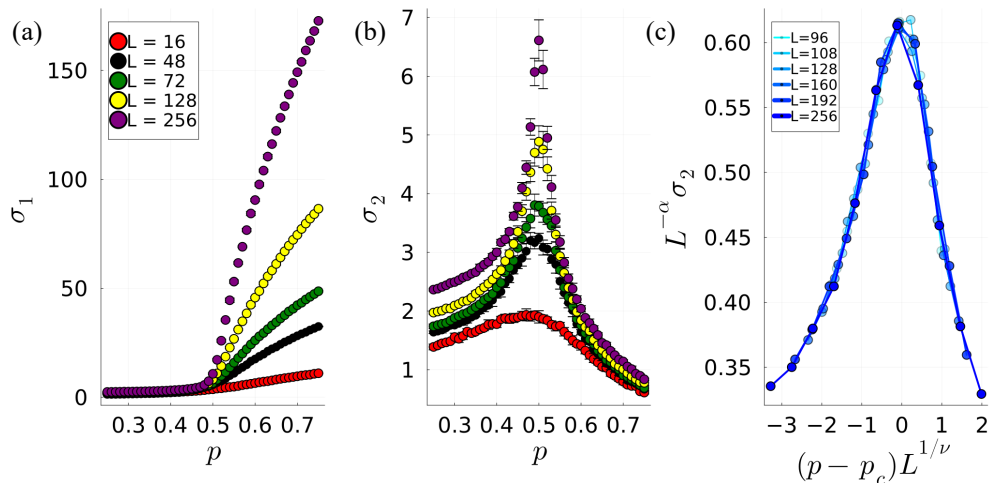 (a)
σ₁
175
150
100
50
0
L = 16
L = 48
L = 72
L = 128
L = 256
0.3 0.4 0.5 0.6 0.7
p
(b)
σ₂
7
6
5
4
3
2
1
0.3 0.4 0.5 0.6 0.7
p
(c)
L^{-α} σ₂
0.60
0.55
0.50
0.45
0.40
0.35
L=96
L=108
L=128
L=160
L=192
L=256
−3 −2 −1 0 1 2
(p − p_c)L^{1/ν}